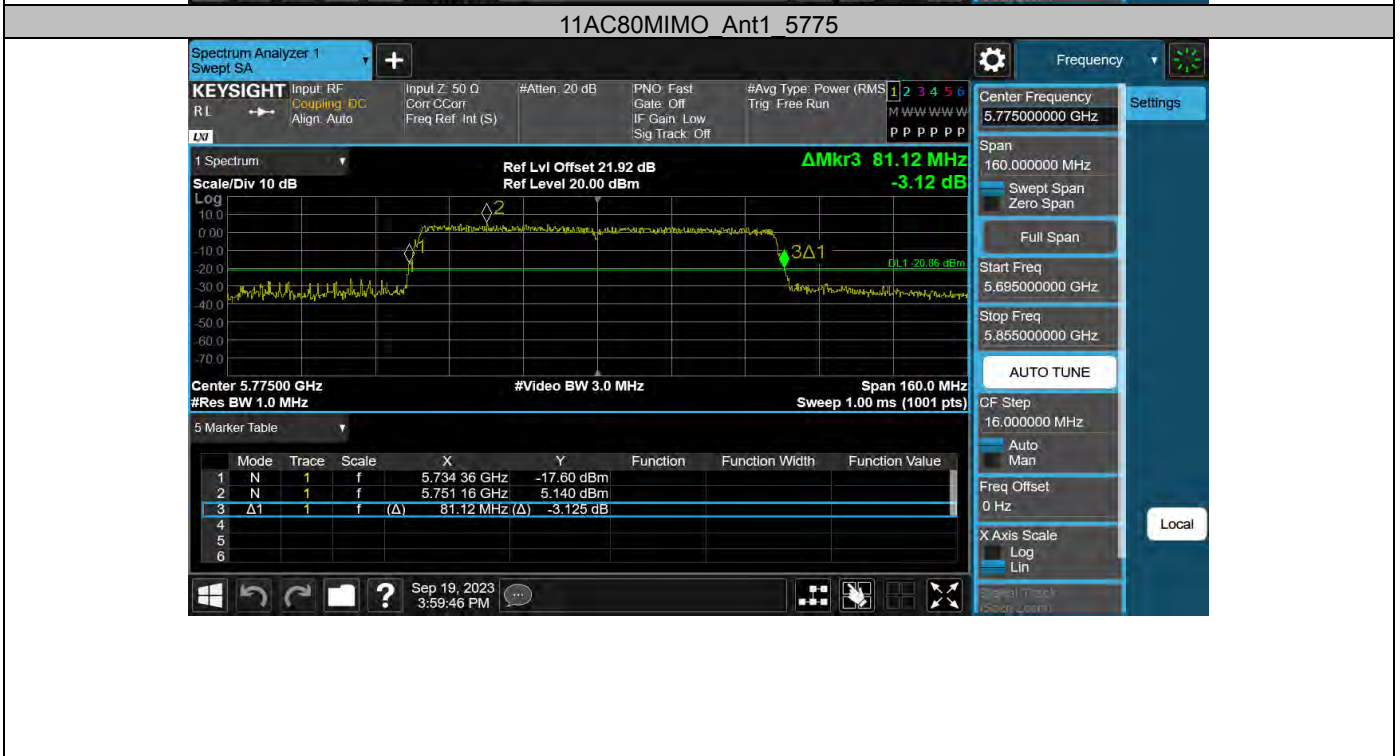 11AC80MIMO_Ant1_5775
Spectrum Analyzer 1
Swept SA
+
Frequency
KEYSIGHT
Input: RF
Coupling: DC
Align: Auto
R L
LXI
Input Z: 50 Ω
Corr CCorr
Freq Ref: Int (S)
#Atten: 20 dB
PNO: Fast
Gate: Off
IF Gain: Low
Sig Track: Off
#Avg Type: Power (RMS
Trig: Free Run
1 2 3 4 5 6
M W W W W W
P P P P P P
1 Spectrum
Scale/Div 10 dB
Ref Lvl Offset 21.92 dB
Ref Level 20.00 dBm
ΔMkr3 81.12 MHz
-3.12 dB
Log
10.0
0.00
-10.0
-20.0
-30.0
-40.0
-50.0
-60.0
-70.0
2
1
3Δ1
DL1 -20.86 dBm
Center 5.77500 GHz
#Res BW 1.0 MHz
#Video BW 3.0 MHz
Span 160.0 MHz
Sweep 1.00 ms (1001 pts)
5 Marker Table
Mode Trace Scale X Y Function Function Width Function Value
1 N 1 f 5.734 36 GHz -17.60 dBm
2 N 1 f 5.751 16 GHz 5.140 dBm
3 Δ1 1 f (Δ) 81.12 MHz (Δ) -3.125 dB
4
5
6
?
Sep 19, 2023
3:59:46 PM
Center Frequency
5.775000000 GHz
Span
160.000000 MHz
Swept Span
Zero Span
Full Span
Start Freq
5.695000000 GHz
Stop Freq
5.855000000 GHz
AUTO TUNE
CF Step
16.000000 MHz
Auto
Man
Freq Offset
0 Hz
X Axis Scale
Log
Lin
Signal Track
(Span Zoom)
Settings
Local